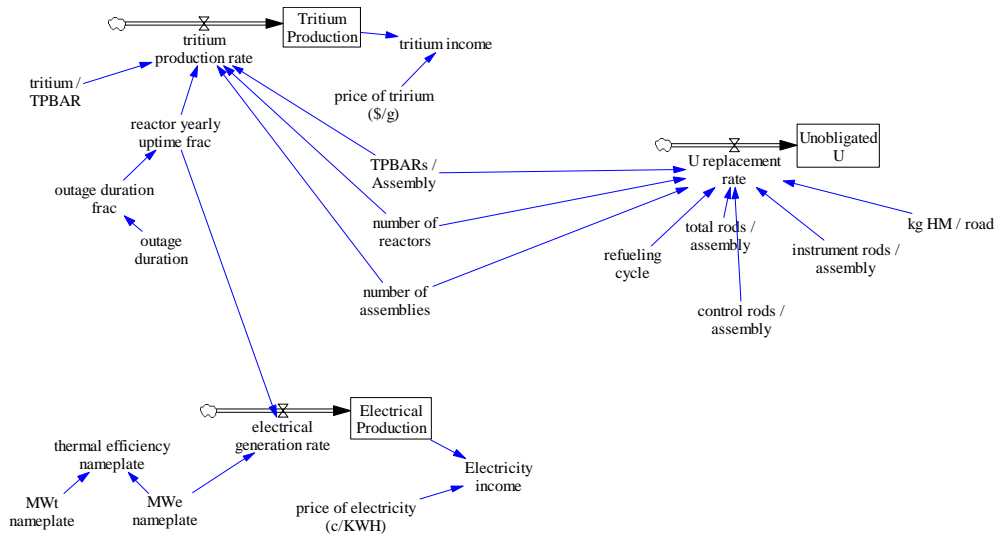 Tritium
Production
tritium
production rate
tritium income
tritium /
TPBAR
price of tririum
($/g)
reactor yearly
uptime frac
Unobligated
U
TPBARs /
Assembly
U replacement
rate
outage duration
frac
number of
reactors
total rods /
assembly
kg HM / road
outage
duration
refueling
cycle
instrument rods /
assembly
number of
assemblies
control rods /
assembly
Electrical
Production
electrical
generation rate
thermal efficiency
nameplate
Electricity
income
MWt
nameplate
MWe
nameplate
price of electricity
(c/KWH)